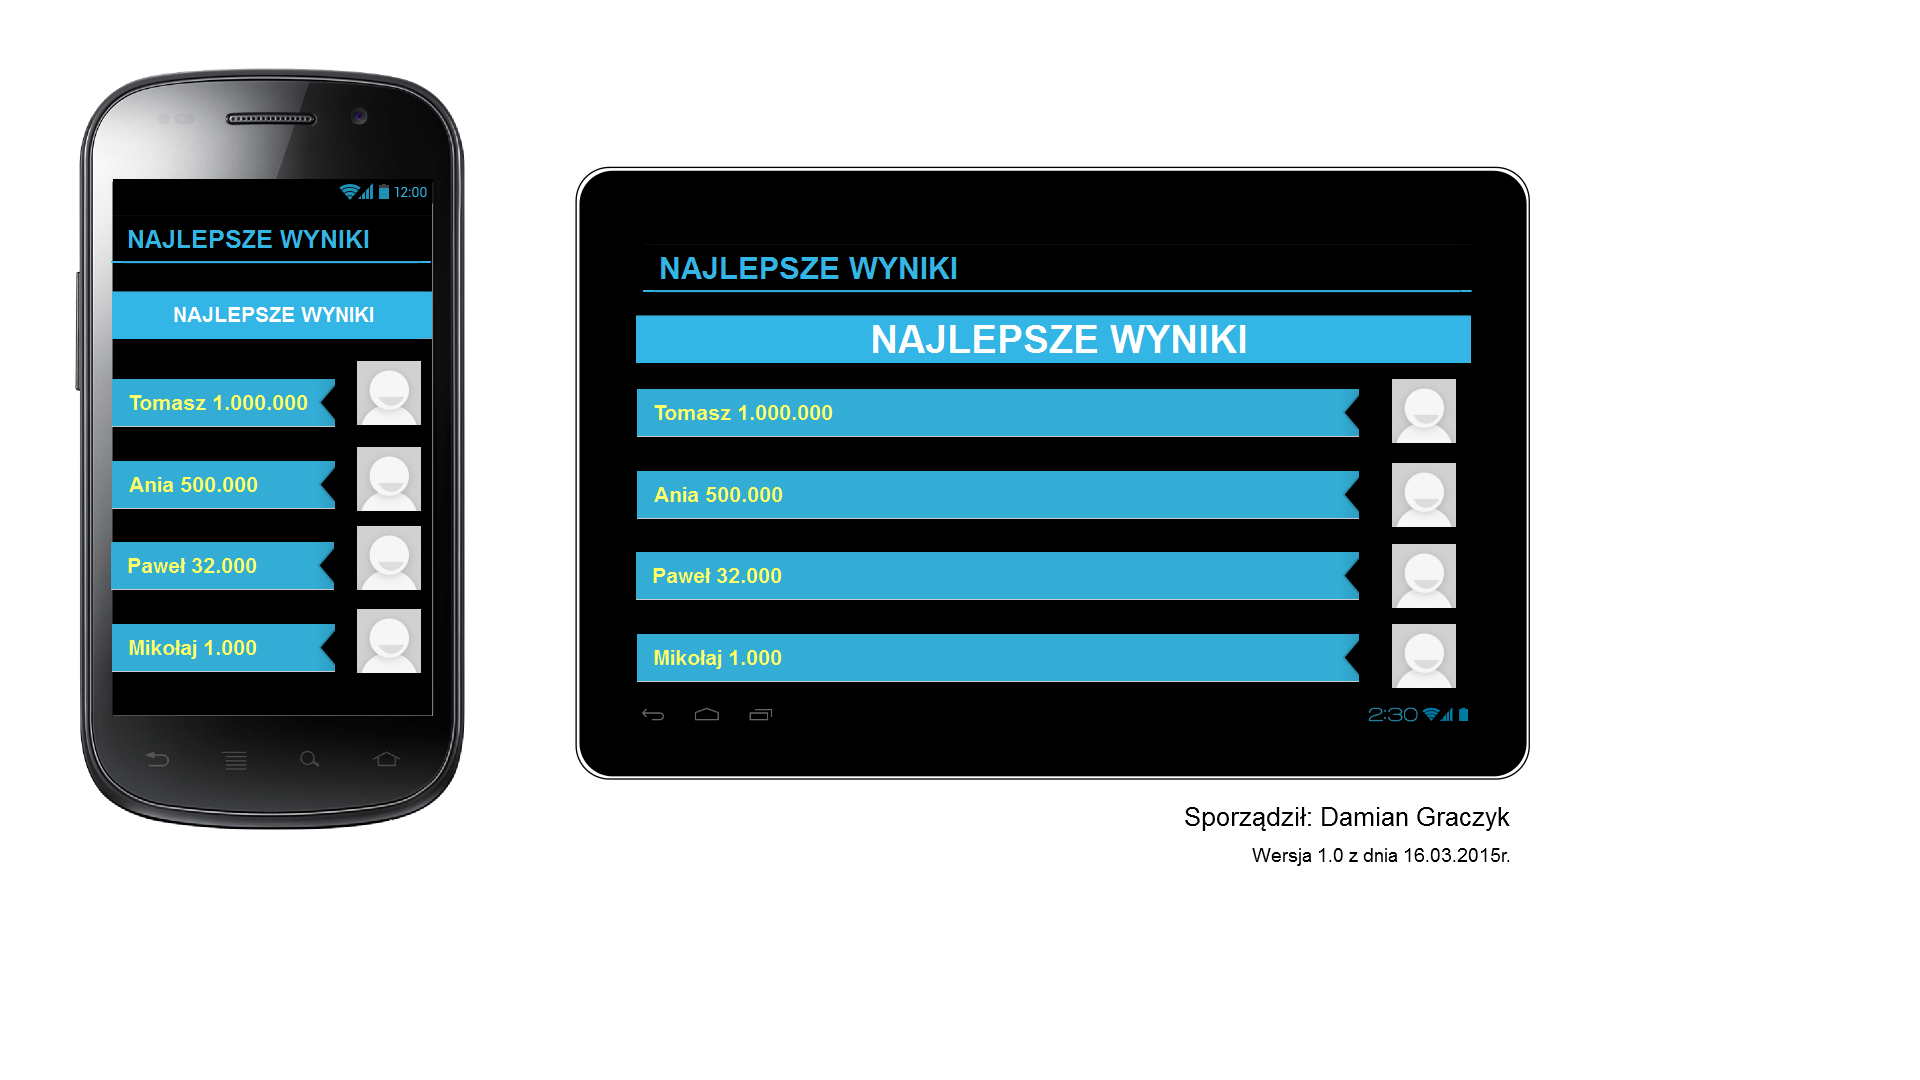 12:00
NAJLEPSZE WYNIKI
NAJLEPSZE WYNIKI
Tomasz 1.000.000
Ania 500.000
Paweł 32.000
Mikołaj 1.000
NAJLEPSZE WYNIKI
NAJLEPSZE WYNIKI
Tomasz 1.000.000
Ania 500.000
Paweł 32.000
Mikołaj 1.000
2:30
Sporządził: Damian Graczyk
Wersja 1.0 z dnia 16.03.2015r.